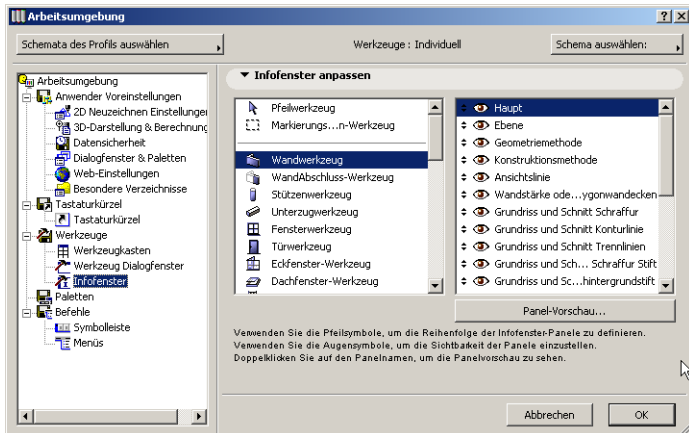 Arbeitsumgebung
Schemata des Profils auswählen
Werkzeuge : Individuell
Schema auswählen:
Arbeitsumgebung
Anwender Voreinstellungen
2D Neuzeichnen Einstellungen
3D-Darstellung & Berechnung
Datensicherheit
Dialogfenster & Paletten
Web-Einstellungen
Besondere Verzeichnisse
Tastaturkürzel
Tastaturkürzel
Werkzeuge
Werkzeugkasten
Werkzeug Dialogfenster
Infofenster
Paletten
Befehle
Symbolleiste
Menüs
Infofenster anpassen
Pfeilwerkzeug
Markierungs...n-Werkzeug
Wandwerkzeug
WandAbschluss-Werkzeug
Stützenwerkzeug
Unterzugwerkzeug
Fensterwerkzeug
Türwerkzeug
Eckfenster-Werkzeug
Dachfenster-Werkzeug
Haupt
Ebene
Geometriemethode
Konstruktionsmethode
Ansichtslinie
Wandstärke ode...ygonwandecken
Grundriss und Schnitt Schraffur
Grundriss und Schnitt Konturlinie
Grundriss und Schnitt Trennlinien
Grundriss und Sch... Schraffur Stift
Grundriss und Sc...hintergrundstift
Panel-Vorschau...
Verwenden Sie die Pfeilsymbole, um die Reihenfolge der Infofenster-Panele zu definieren.
Verwenden Sie die Augensymbole, um die Sichtbarkeit der Panele einzustellen.
Doppelklicken Sie auf den Panelnamen, um die Panelvorschau zu sehen.
Abbrechen
OK